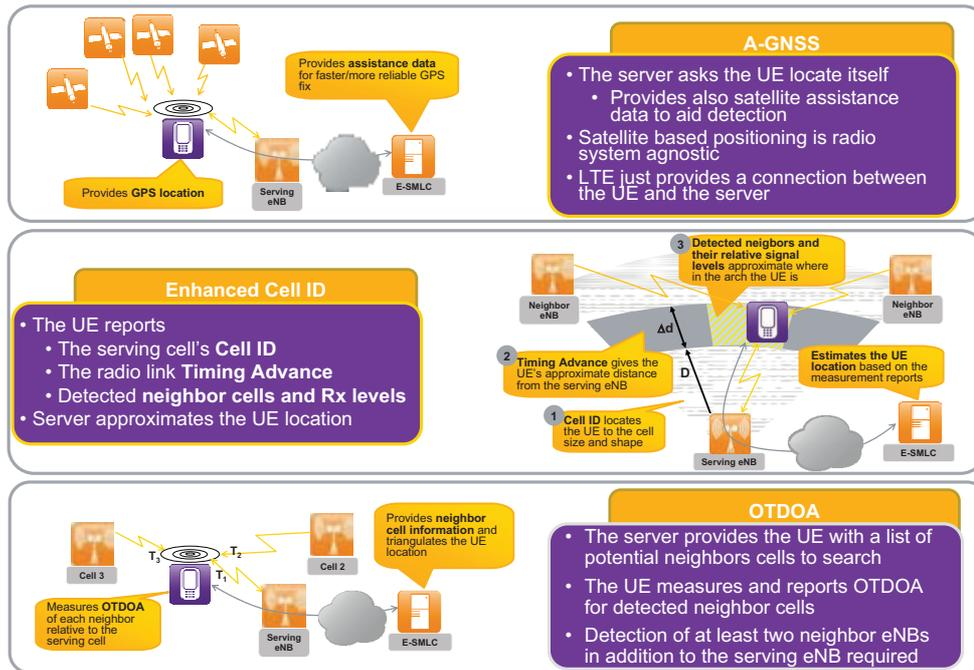 Provides assistance data
for faster/more reliable GPS
fix
Provides GPS location
Serving
eNB
E-SMLC
A-GNSS
• The server asks the UE locate itself
• Provides also satellite assistance
data to aid detection
• Satellite based positioning is radio
system agnostic
• LTE just provides a connection between
the UE and the server
Enhanced Cell ID
• The UE reports
• The serving cell's Cell ID
• The radio link Timing Advance
• Detected neighbor cells and Rx levels
• Server approximates the UE location
3
Detected neigbors and
their relative signal
levels approximate where
in the arch the UE is
Neighbor
eNB
Neighbor
eNB
Δd
2
Timing Advance gives the
UE's approximate distance
from the serving eNB
D
Estimates the UE
location based on the
measurement reports
1
Cell ID locates
the UE to the cell
size and shape
Serving eNB
E-SMLC
Provides neighbor
cell information and
triangulates the UE
location
T3
T2
T1
Cell 3
Cell 2
Measures OTDOA
of each neighbor
relative to the
serving cell
Serving
eNB
E-SMLC
OTDOA
• The server provides the UE with a list of
potential neighbors cells to search
• The UE measures and reports OTDOA
for detected neighbor cells
• Detection of at least two neighbor eNBs
in addition to the serving eNB required